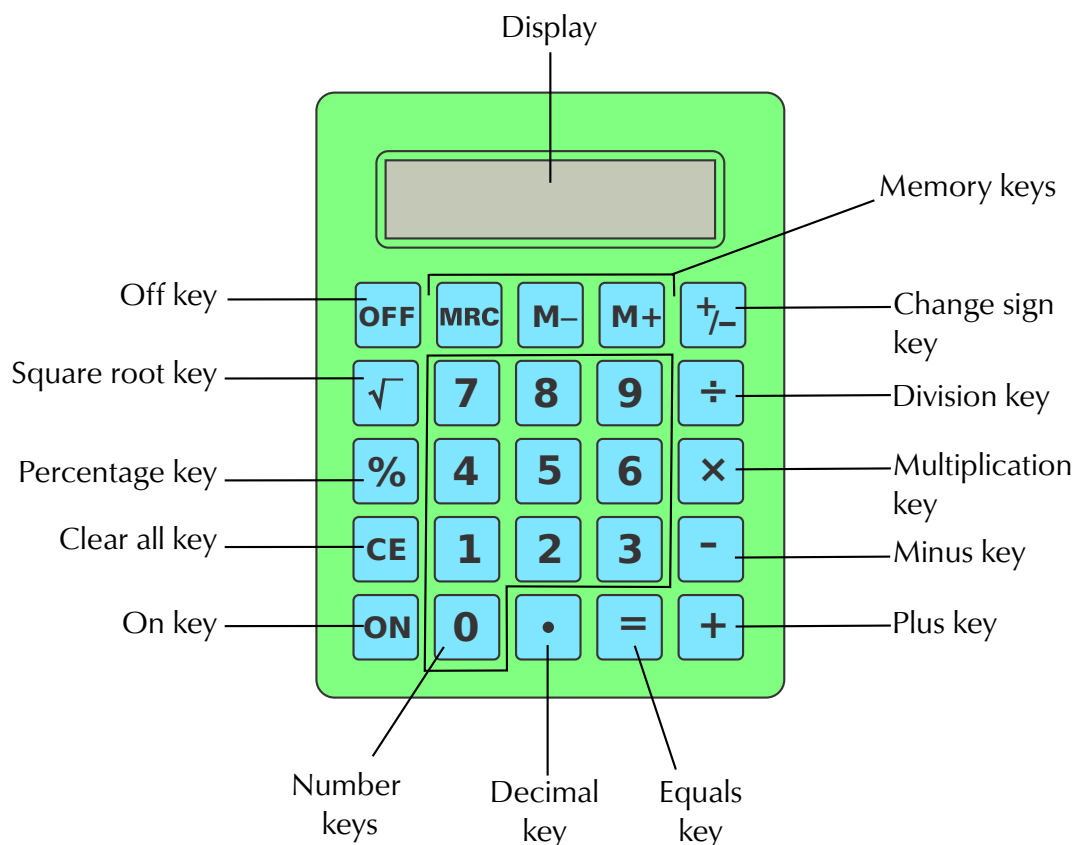 Display
Memory keys
Off key
OFF
MRC
M−
M+
+/−
Change sign
key
Square root key
√
7
8
9
÷
Division key
Percentage key
%
4
5
6
×
Multiplication
key
Clear all key
CE
1
2
3
-
Minus key
On key
ON
0
•
=
+
Plus key
Number
keys
Decimal
key
Equals
key